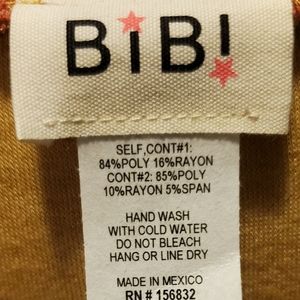 BiBi
SELF,CONT#1:
84%POLY 16%RAYON
CONT#2: 85%POLY
10%RAYON 5%SPAN
HAND WASH
WITH COLD WATER
DO NOT BLEACH
HANG OR LINE DRY
MADE IN MEXICO
RN # 156832